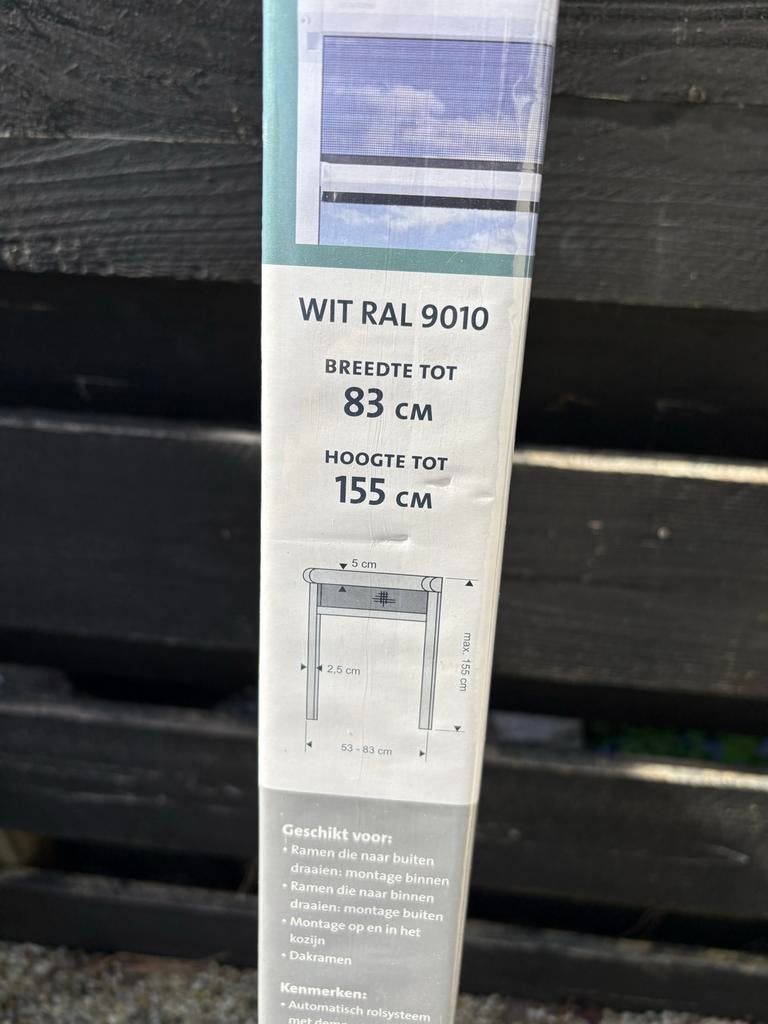 WIT RAL 9010
BREEDTE TOT
83 CM
HOOGTE TOT
155 CM
5 cm
2,5 cm
max. 155 cm
53 - 83 cm
Geschikt voor:
• Ramen die naar buiten
draaien: montage binnen
• Ramen die naar binnen
draaien: montage buiten
• Montage op en in het
kozijn
• Dakramen
Kenmerken:
• Automatisch rolsysteem
met